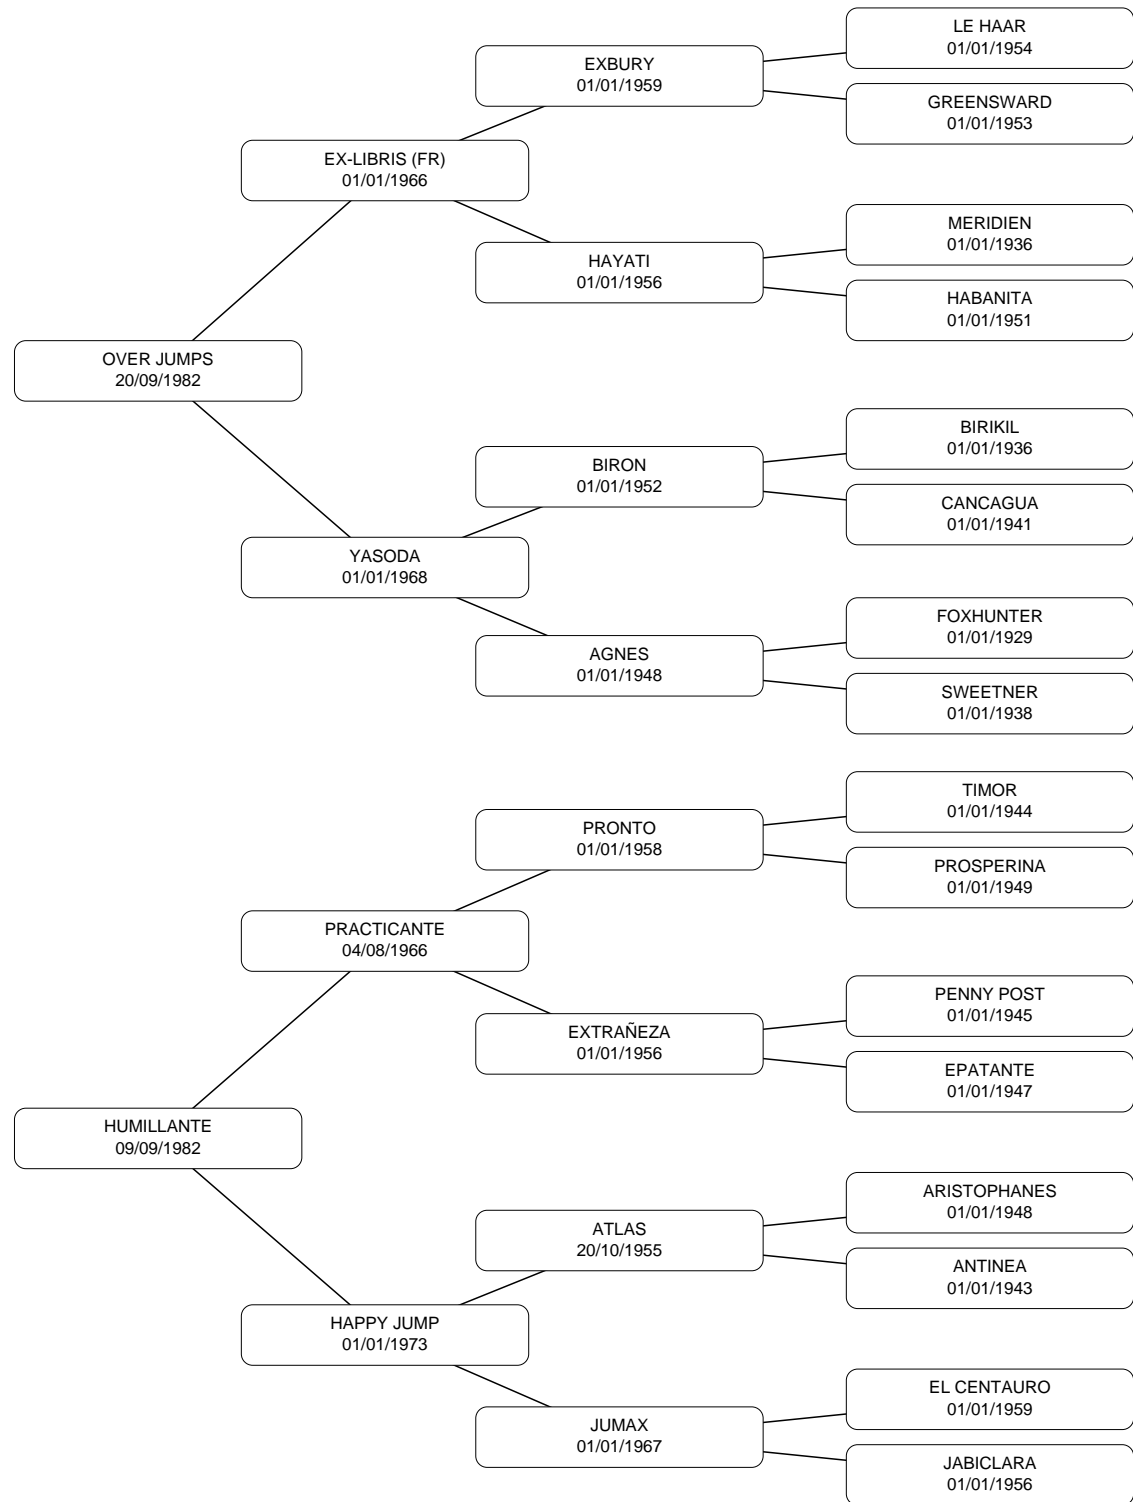 LE HAAR
01/01/1954
EXBURY
01/01/1959
GREENSWARD
01/01/1953
EX-LIBRIS (FR)
01/01/1966
MERIDIEN
01/01/1936
HAYATI
01/01/1956
HABANITA
01/01/1951
OVER JUMPS
20/09/1982
BIRIKIL
01/01/1936
BIRON
01/01/1952
CANCAGUA
01/01/1941
YASODA
01/01/1968
FOXHUNTER
01/01/1929
AGNES
01/01/1948
SWEETNER
01/01/1938
TIMOR
01/01/1944
PRONTO
01/01/1958
PROSPERINA
01/01/1949
PRACTICANTE
04/08/1966
PENNY POST
01/01/1945
EXTRAÑEZA
01/01/1956
EPATANTE
01/01/1947
HUMILLANTE
09/09/1982
ARISTOPHANES
01/01/1948
ATLAS
20/10/1955
ANTINEA
01/01/1943
HAPPY JUMP
01/01/1973
EL CENTAURO
01/01/1959
JUMAX
01/01/1967
JABICLARA
01/01/1956